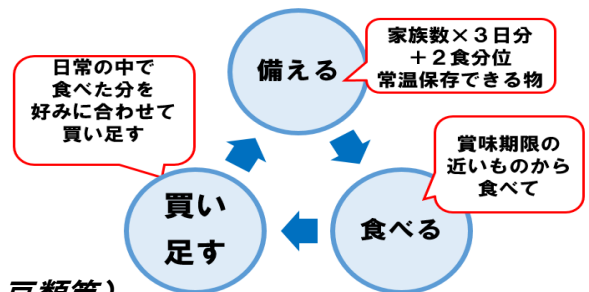 備える
家族数×３日分
＋２食分位
常温保存できる物
日常の中で
食べた分を
好みに合わせて
買い足す
賞味期限の
近いものから
食べて
買い
足す
食べる
豆類等）